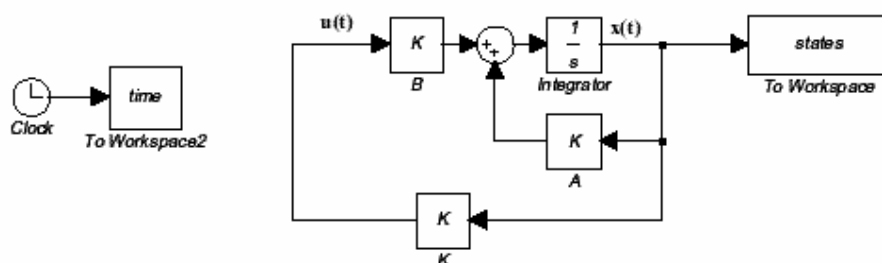 u(t)
x(t)
K
B
+
+
1
s
Integrator
states
To Workspace
time
Clock
To Workspace2
K
A
K
K